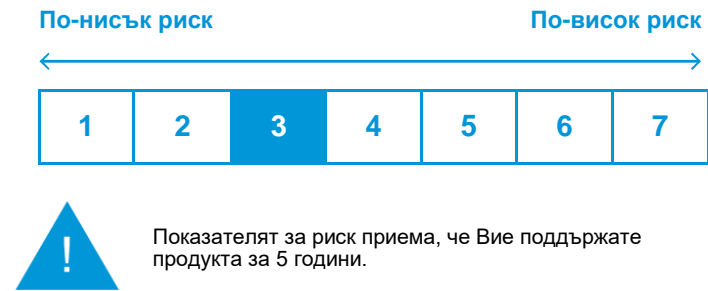 По-нисък риск По-висок риск
1 2 3 4 5 6 7
!
Показателят за риск приема, че Вие поддържате
продукта за 5 години.